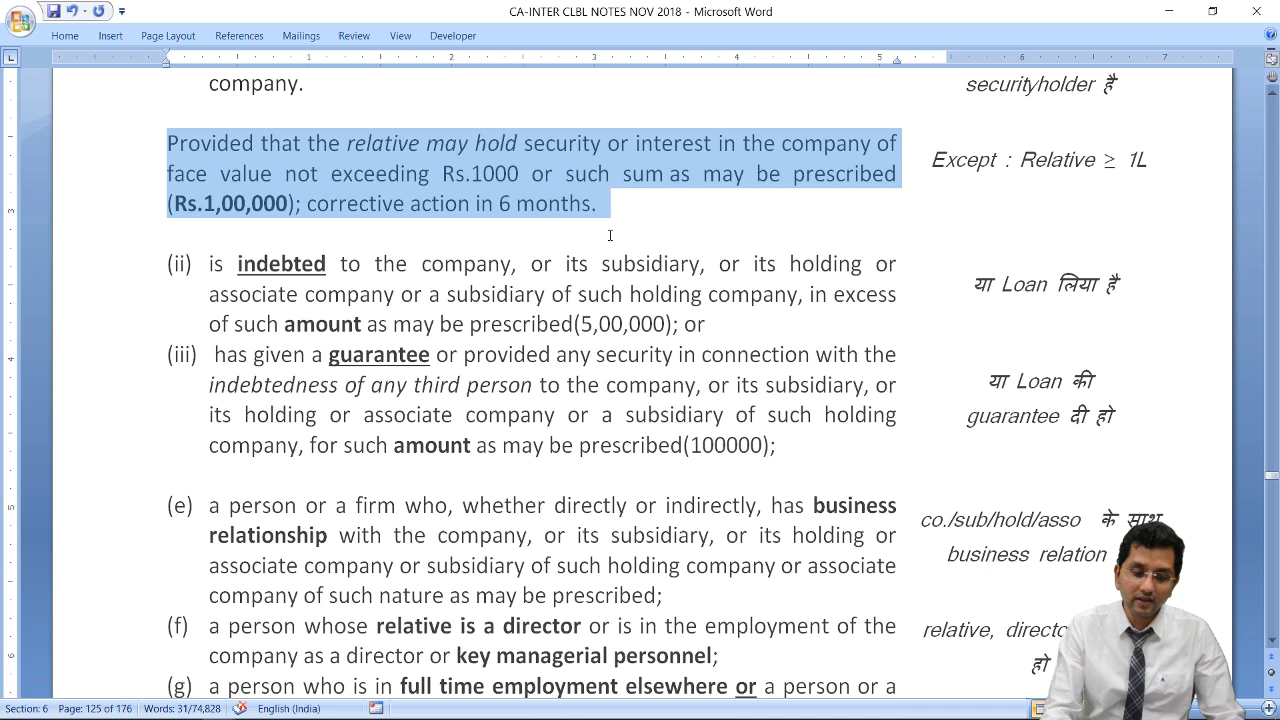 CA-INTER CLBL NOTES NOV 2018 - Microsoft Word
Home Insert Page Layout References Mailings Review View Developer
1 2 3 4 5 6 7
company.
securityholder है
Provided that the relative may hold security or interest in the company of
face value not exceeding Rs.1000 or such sum as may be prescribed
(Rs.1,00,000); corrective action in 6 months.
Except : Relative ≥ 1L
(ii) is indebted to the company, or its subsidiary, or its holding or
associate company or a subsidiary of such holding company, in excess
of such amount as may be prescribed(5,00,000); or
या Loan लिया है
(iii) has given a guarantee or provided any security in connection with the
indebtedness of any third person to the company, or its subsidiary, or
its holding or associate company or a subsidiary of such holding
company, for such amount as may be prescribed(100000);
या Loan की
guarantee दी हो
(e) a person or a firm who, whether directly or indirectly, has business
relationship with the company, or its subsidiary, or its holding or
associate company or subsidiary of such holding company or associate
company of such nature as may be prescribed;
co./sub/hold/asso के साथ
business relation
(f) a person whose relative is a director or is in the employment of the
company as a director or key managerial personnel;
relative,
हो
(g) a person who is in full time employment elsewhere or a person or a
Section: 6 Page: 125 of 176 Words: 31/74,828 English (India)